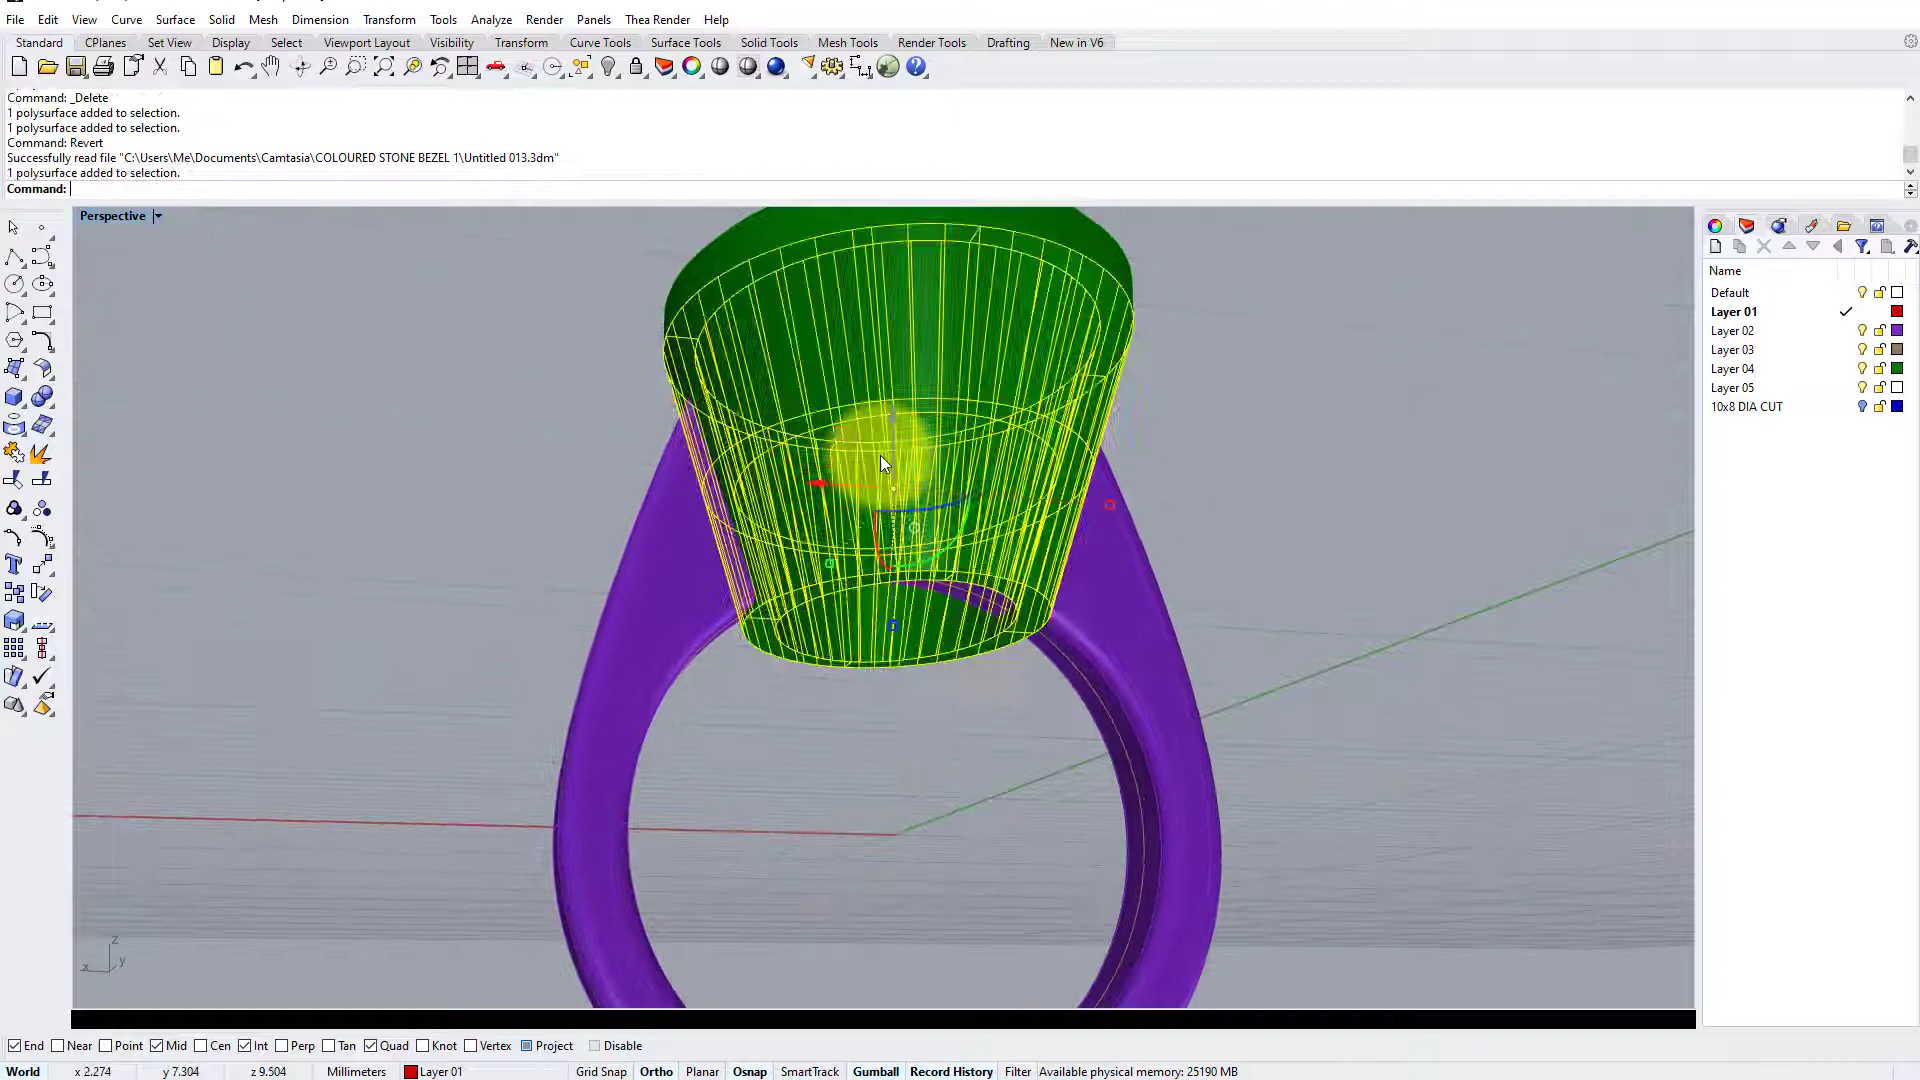 File Edit View Curve Surface Solid Mesh Dimension Transform Tools Analyze Render Panels Thea Render Help
Standard CPlanes Set View Display Select Viewport Layout Visibility Transform Curve Tools Surface Tools Solid Tools Mesh Tools Render Tools Drafting New in V6
Command: _Delete
1 polysurface added to selection.
1 polysurface added to selection.
Command: Revert
Successfully read file "C:\Users\Me\Documents\Camtasia\COLOURED STONE BEZEL 1\Untitled 013.3dm"
1 polysurface added to selection.
Command:
Perspective
Name
Default
Layer 01
Layer 02
Layer 03
Layer 04
Layer 05
10x8 DIA CUT
z
x y
End Near Point Mid Cen Int Perp Tan Quad Knot Vertex Project Disable
World x 2.274 y 7.304 z 9.504 Millimeters Layer 01 Grid Snap Ortho Planar Osnap SmartTrack Gumball Record History Filter Available physical memory: 25190 MB